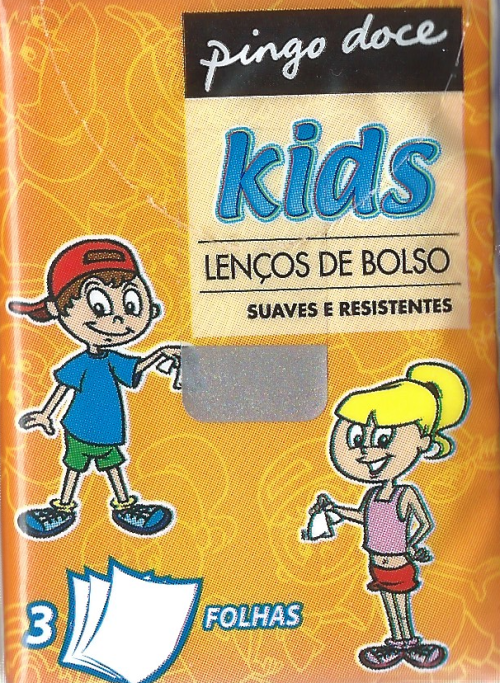 pingo doce
kids
LENÇOS DE BOLSO
SUAVES E RESISTENTES
3 FOLHAS